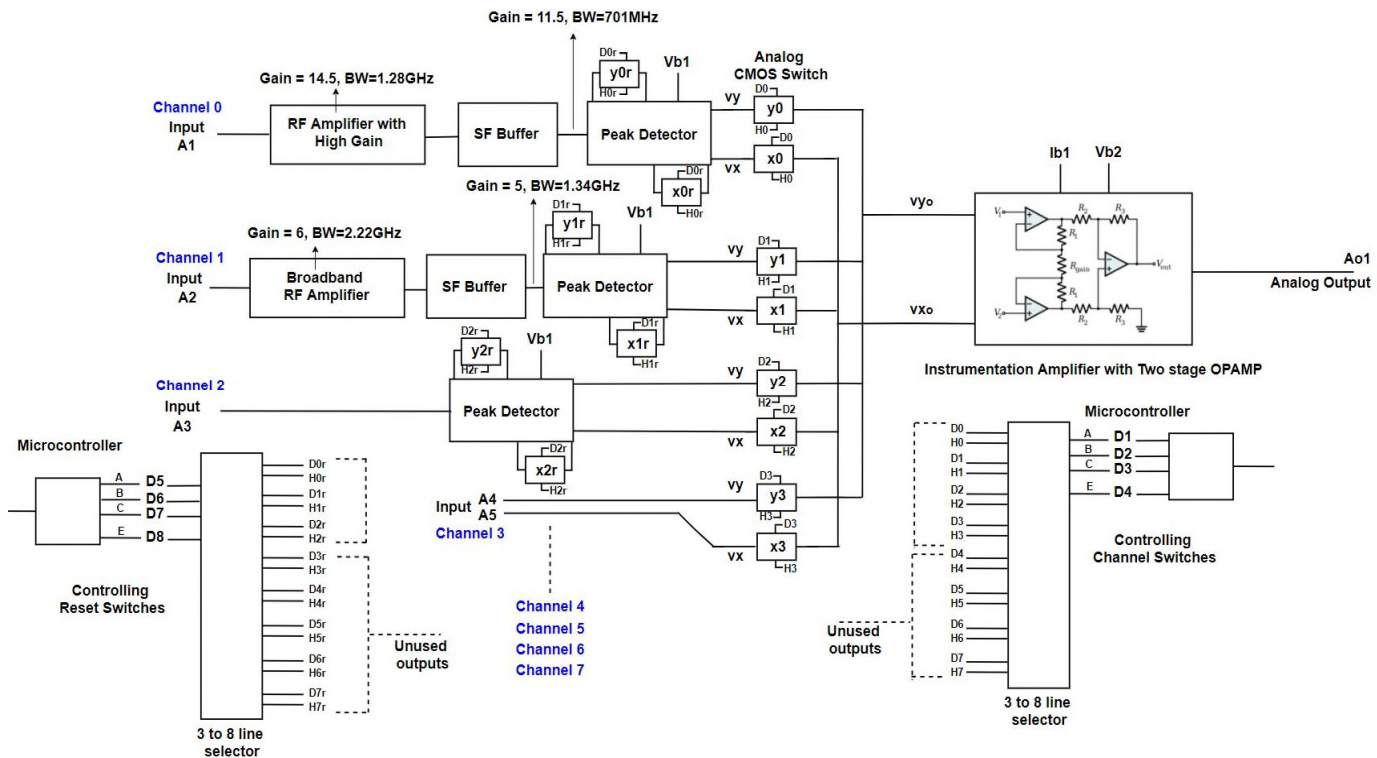 Gain = 11.5, BW=701MHz
Gain = 14.5, BW=1.28GHz
Channel 0
Input
A1
RF Amplifier with
High Gain
SF Buffer
D0r
y0r
H0r
Vb1
Peak Detector
D0r
x0r
H0r
Analog
CMOS Switch
vy
D0
y0
H0
vx
D0
x0
H0
Gain = 5, BW=1.34GHz
Gain = 6, BW=2.22GHz
Channel 1
Input
A2
Broadband
RF Amplifier
SF Buffer
D1r
y1r
H1r
Vb1
Peak Detector
D1r
x1r
H1r
vy
D1
y1
H1
vx
D1
x1
H1
Channel 2
Input
A3
D2r
y2r
H2r
Vb1
Peak Detector
D2r
x2r
H2r
vy
D2
y2
H2
vx
D2
x2
H2
Input A4
A5
Channel 3
vy
D3
y3
H3
vx
D3
x3
H3
Channel 4
Channel 5
Channel 6
Channel 7
vyo
vxo
Ib1
Vb2
V1
V2
R1
Rgain
R1
R2
R3
R2
R3
Vout
Ao1
Analog Output
Instrumentation Amplifier with Two stage OPAMP
Microcontroller
A D5
B D6
C D7
E D8
Controlling
Reset Switches
D0r
H0r
D1r
H1r
D2r
H2r
D3r
H3r
D4r
H4r
D5r
H5r
D6r
H6r
D7r
H7r
Unused
outputs
3 to 8 line
selector
Microcontroller
D0
H0
D1
H1
D2
H2
D3
H3
D4
H4
D5
H5
D6
H6
D7
H7
A D1
B D2
C D3
E D4
Controlling
Channel Switches
Unused
outputs
3 to 8 line
selector